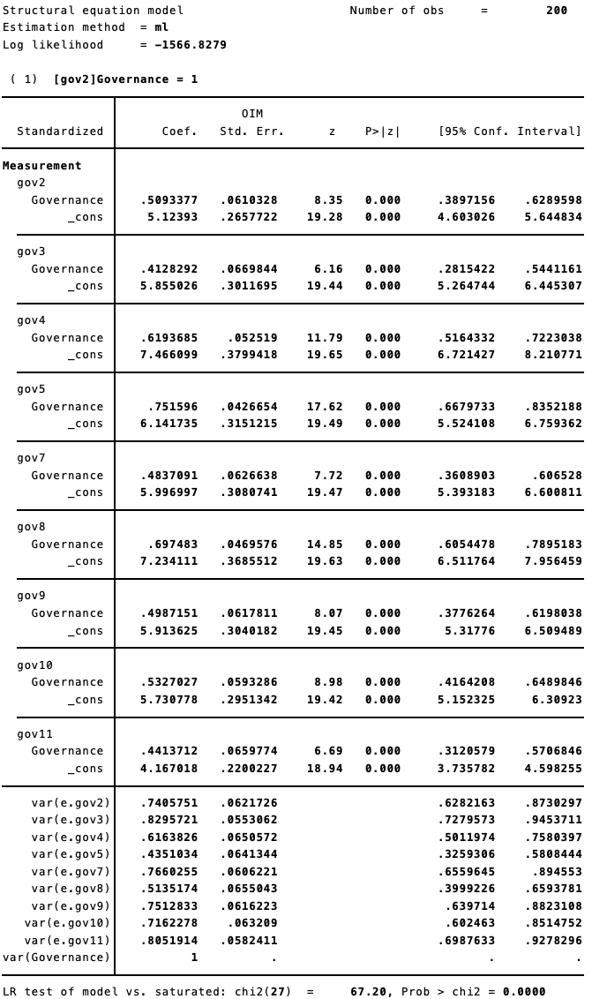 Structural equation model                       Number of obs     =        200
Estimation method  = ml
Log likelihood     = -1566.8279

 ( 1)  [gov2]Governance = 1

                                OIM
  Standardized        Coef.   Std. Err.      z    P>|z|     [95% Conf. Interval]

Measurement
  gov2
    Governance     .5093377   .0610328     8.35   0.000     .3897156    .6289598
         _cons      5.12393   .2657722    19.28   0.000     4.603026    5.644834

  gov3
    Governance     .4128292   .0669844     6.16   0.000     .2815422    .5441161
         _cons     5.855026   .3011695    19.44   0.000     5.264744    6.445307

  gov4
    Governance     .6193685    .052519    11.79   0.000     .5164332    .7223038
         _cons     7.466099   .3799418    19.65   0.000     6.721427    8.210771

  gov5
    Governance      .751596   .0426654    17.62   0.000     .6679733    .8352188
         _cons     6.141735   .3151215    19.49   0.000     5.524108    6.759362

  gov7
    Governance     .4837091   .0626638     7.72   0.000     .3608903     .606528
         _cons     5.996997   .3080741    19.47   0.000     5.393183    6.600811

  gov8
    Governance      .697483   .0469576    14.85   0.000     .6054478    .7895183
         _cons     7.234111   .3685512    19.63   0.000     6.511764    7.956459

  gov9
    Governance     .4987151   .0617811     8.07   0.000     .3776264    .6198038
         _cons     5.913625   .3040182    19.45   0.000      5.31776    6.509489

  gov10
    Governance     .5327027   .0593286     8.98   0.000     .4164208    .6489846
         _cons     5.730778   .2951342    19.42   0.000     5.152325     6.30923

  gov11
    Governance     .4413712   .0659774     6.69   0.000     .3120579    .5706846
         _cons     4.167018   .2200227    18.94   0.000     3.735782    4.598255

    var(e.gov2)    .7405751   .0621726                      .6282163    .8730297
    var(e.gov3)    .8295721   .0553062                      .7279573    .9453711
    var(e.gov4)    .6163826   .0650572                      .5011974    .7580397
    var(e.gov5)    .4351034   .0641344                      .3259306    .5808444
    var(e.gov7)    .7660255   .0606221                      .6559645     .894553
    var(e.gov8)    .5135174   .0655043                      .3999226    .6593781
    var(e.gov9)    .7512833   .0616223                       .639714    .8823108
   var(e.gov10)    .7162278    .063209                       .602463    .8514752
   var(e.gov11)    .8051914   .0582411                      .6987633    .9278296
var(Governance)           1          .                             .           .

LR test of model vs. saturated: chi2(27)  =     67.20, Prob > chi2 = 0.0000